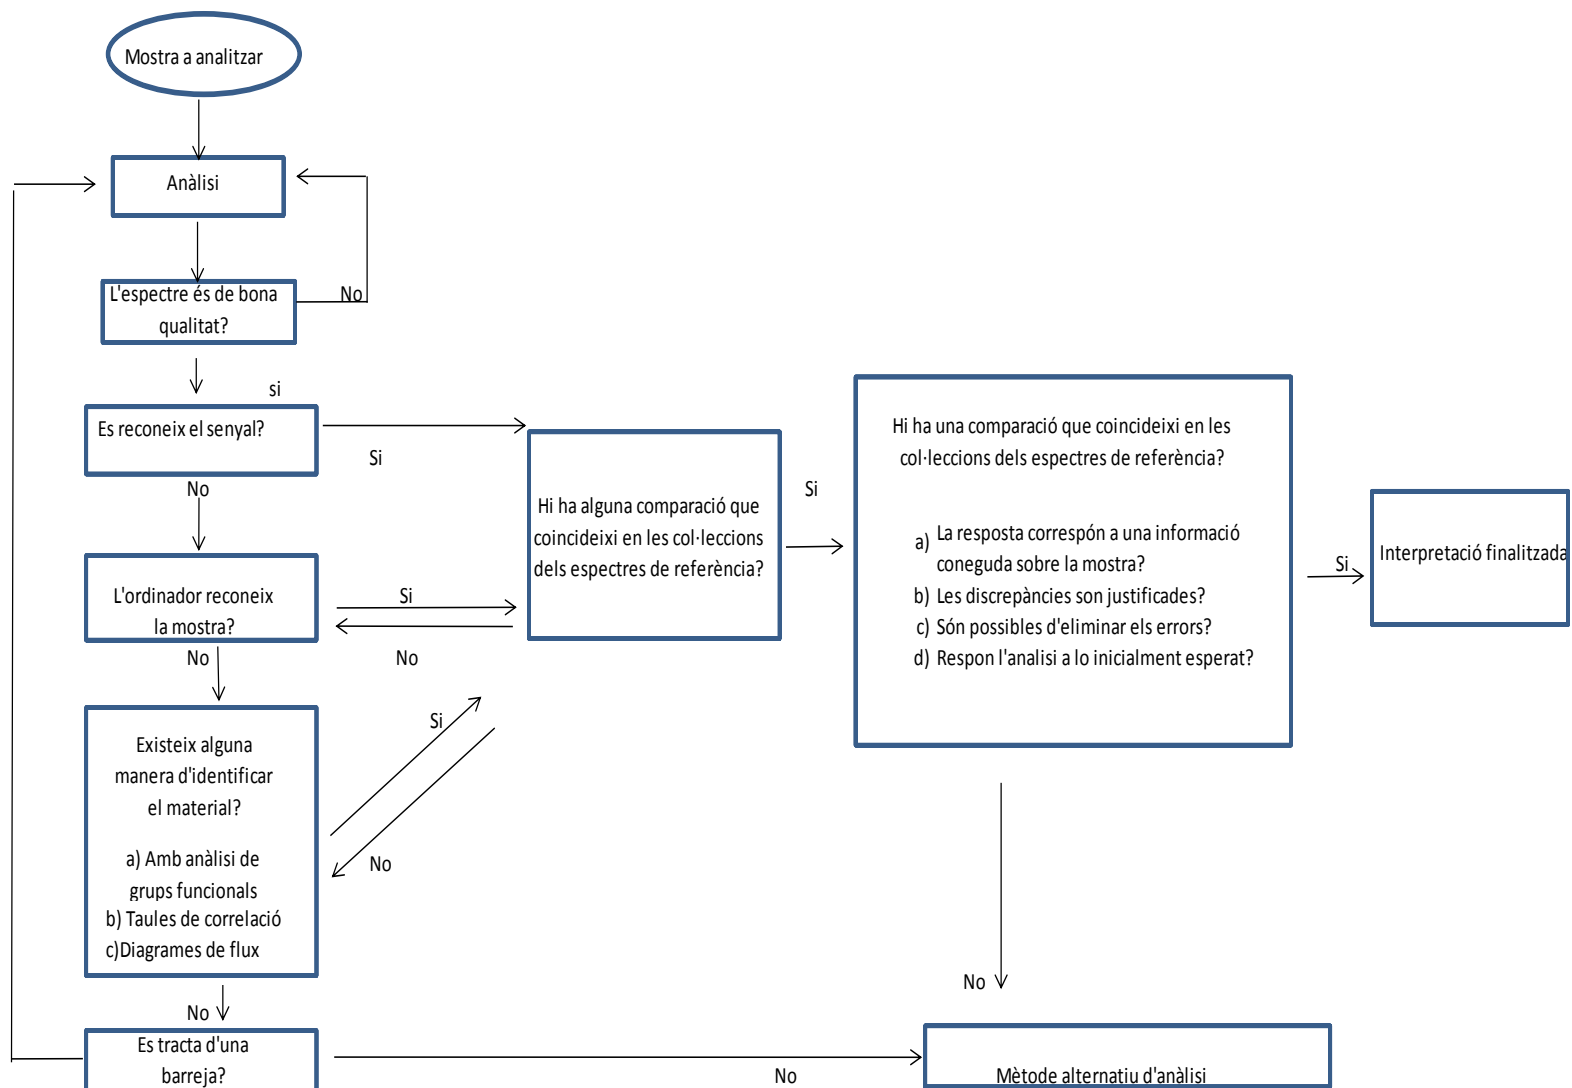 Mostra a analitzar
Anàlisi
L'espectre és de bona
qualitat?
No
si
Es reconeix el senyal?
Si
No
L'ordinador reconeix
la mostra?
Si
No
No
Existeix alguna
manera d'identificar
el material?
a) Amb anàlisi de
grups funcionals
b) Taules de correlació
c)Diagrames de flux
Si
No
No
Es tracta d'una
barreja?
No
Hi ha alguna comparació que
coincideixi en les col·leccions
dels espectres de referència?
Si
Hi ha una comparació que coincideixi en les
col·leccions dels espectres de referència?
a) La resposta correspón a una informació
coneguda sobre la mostra?
b) Les discrepàncies son justificades?
c) Són possibles d'eliminar els errors?
d) Respon l'analisi a lo inicialment esperat?
Si
Interpretació finalitzada
No
Mètode alternatiu d'anàlisi